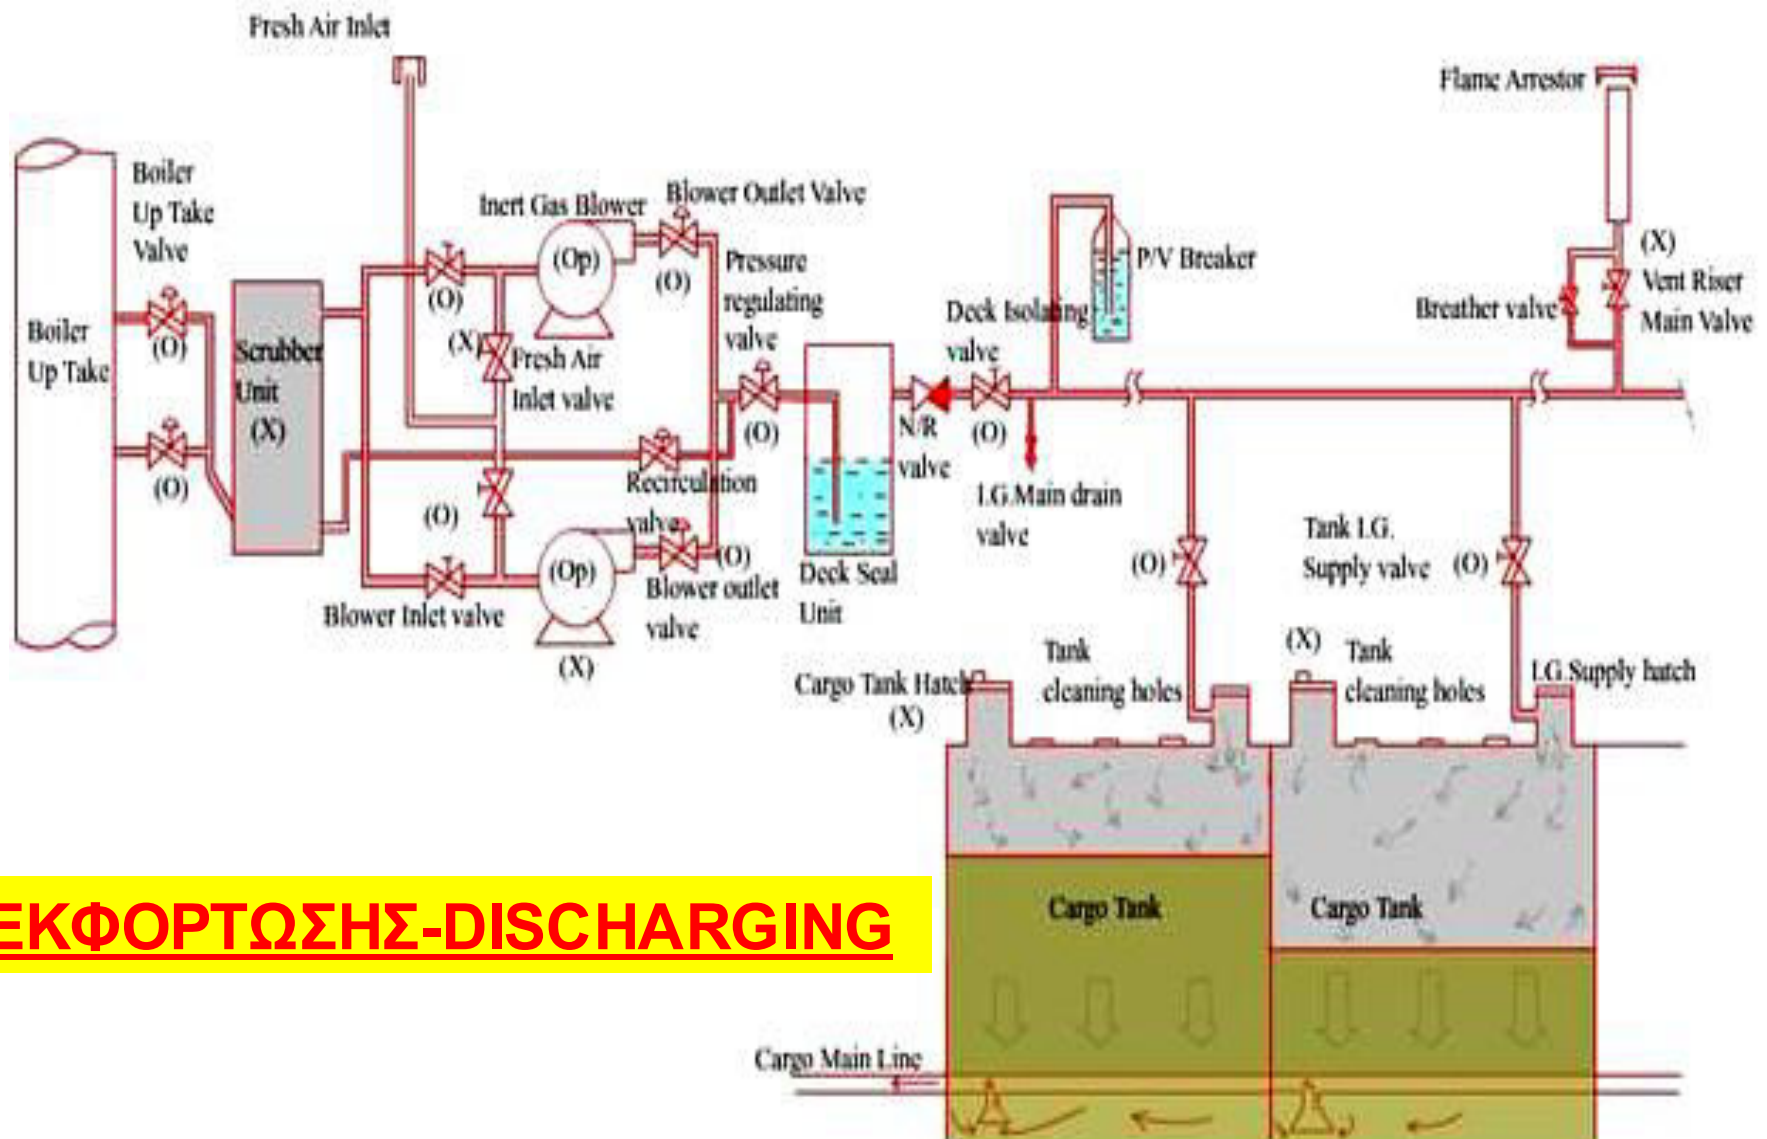 Fresh Air Inlet
Flame Arrestor
Boiler
Up Take
Valve
Inert Gas Blower
Blower Outlet Valve
(Op)
(O)
(O)
(X)
Pressure
regulating
valve
P/V Breaker
Deck Isolating
valve
Breather valve
(X)
Vent Riser
Main Valve
Boiler
Up Take
(O)
(O)
Scrubber
Unit
(X)
Fresh Air
Inlet valve
(O)
N/R
valve
(O)
Recirculation
valve
(O)
I.G.Main drain
valve
(O)
Blower outlet
valve
(Op)
(X)
Blower Inlet valve
Deck Seal
Unit
(O)
Tank I.G.
Supply valve
(O)
Cargo Tank Hatch
(X)
Tank
cleaning holes
(X)
Tank
cleaning holes
I.G.Supply hatch
ΕΚΦΟΡΤΩΣΗΣ-DISCHARGING
Cargo Tank
Cargo Tank
Cargo Main Line